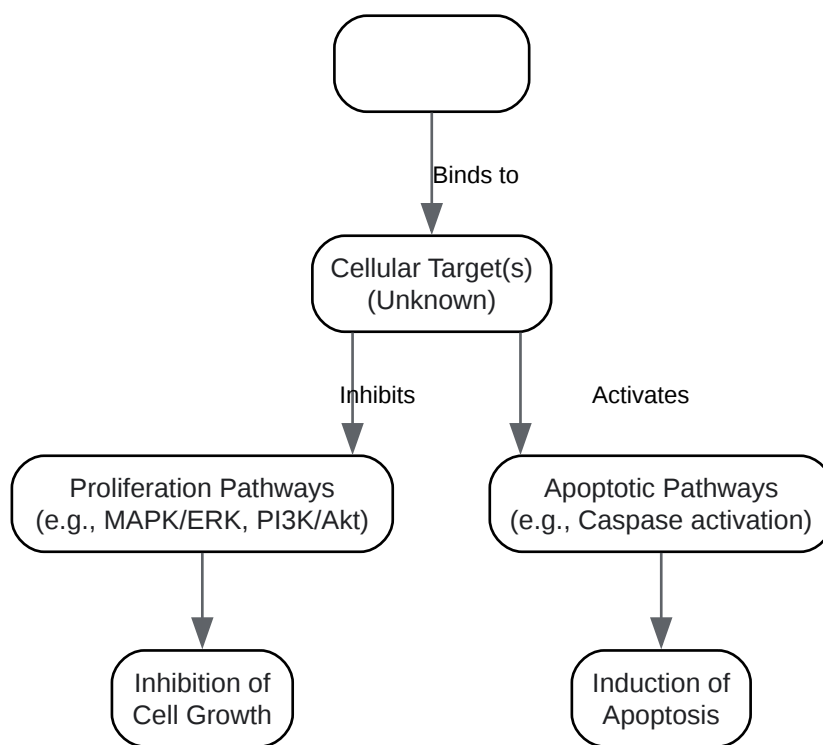 Binds to
Cellular Target(s)
(Unknown)
Inhibits
Activates
Proliferation Pathways
(e.g., MAPK/ERK, PI3K/Akt)
Apoptotic Pathways
(e.g., Caspase activation)
Inhibition of
Cell Growth
Induction of
Apoptosis